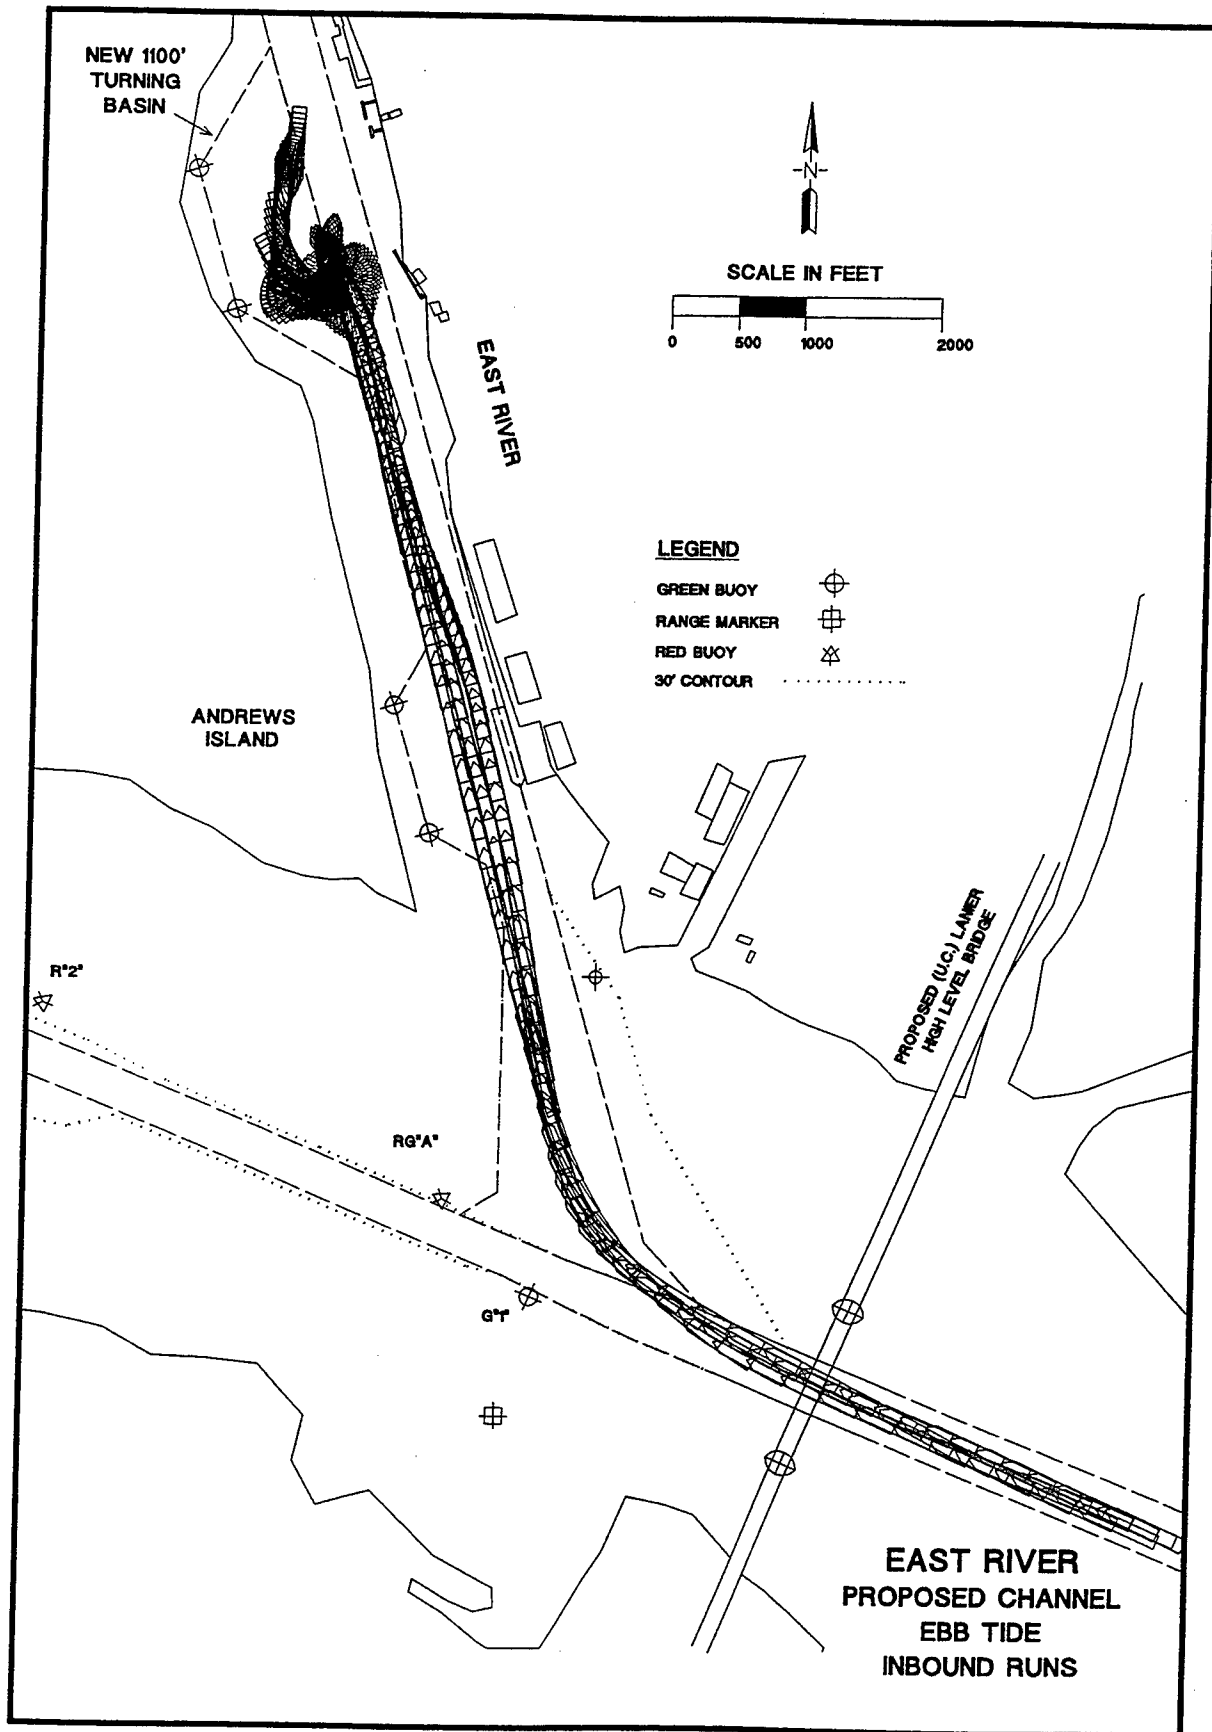 NEW 1100'
TURNING
BASIN
-N-
SCALE IN FEET
0 500 1000 2000
EAST RIVER
LEGEND
GREEN BUOY
RANGE MARKER
RED BUOY
30' CONTOUR
ANDREWS
ISLAND
PROPOSED (U.C.) LANIER
HIGH LEVEL BRIDGE
R"2"
RG"A"
G"1"
EAST RIVER
PROPOSED CHANNEL
EBB TIDE
INBOUND RUNS